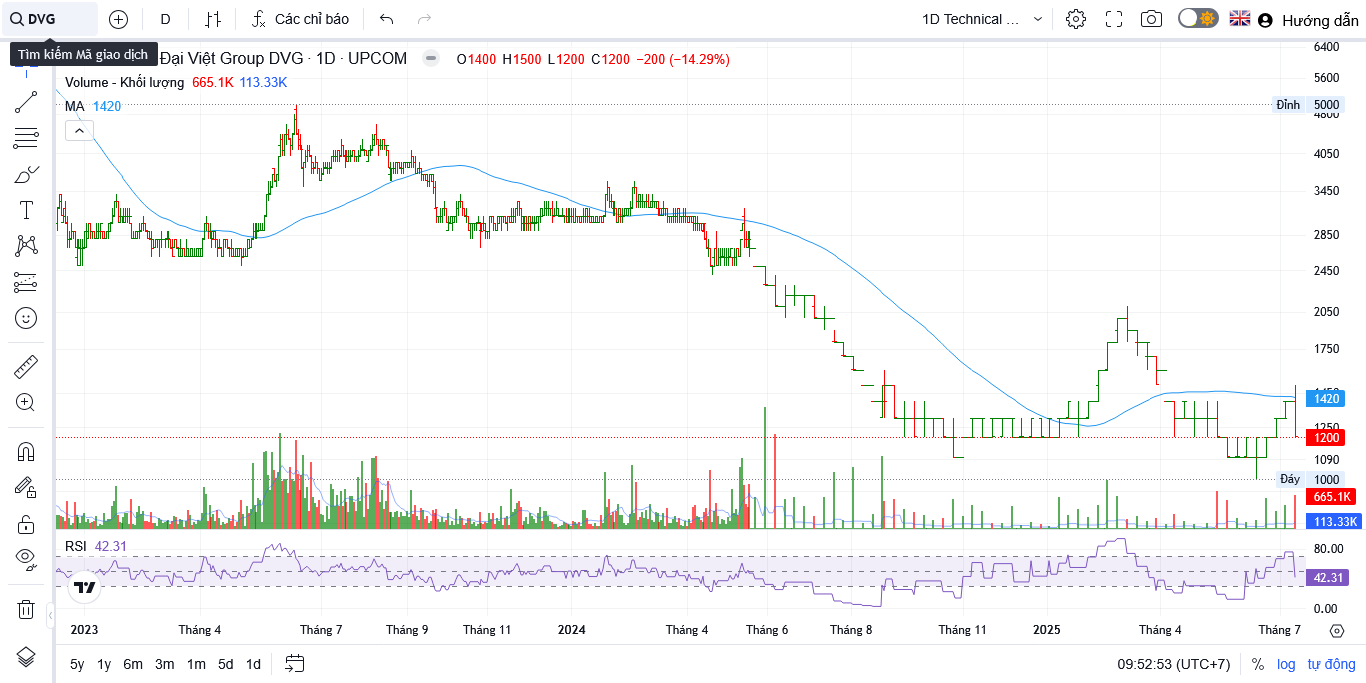 DVG
D
Các chỉ báo
1D Technical ...
Hướng dẫn
Tìm kiếm Mã giao dịch
Đại Việt Group DVG · 1D · UPCOM
O1400 H1500 L1200 C1200 −200 (−14.29%)
Volume - Khối lượng 665.1K 113.33K
MA 1420
6400
5600
Đỉnh 5000
4800
4050
3450
2850
2450
2050
1750
1450
1420
1250
1200
1090
Đáy 1000
665.1K
113.33K
RSI 42.31
80.00
42.31
0.00
2023 Tháng 4 Tháng 7 Tháng 9 Tháng 11 2024 Tháng 4 Tháng 6 Tháng 8 Tháng 11 2025 Tháng 4 Tháng 7
5y 1y 6m 3m 1m 5d 1d
09:52:53 (UTC+7) % log tự động